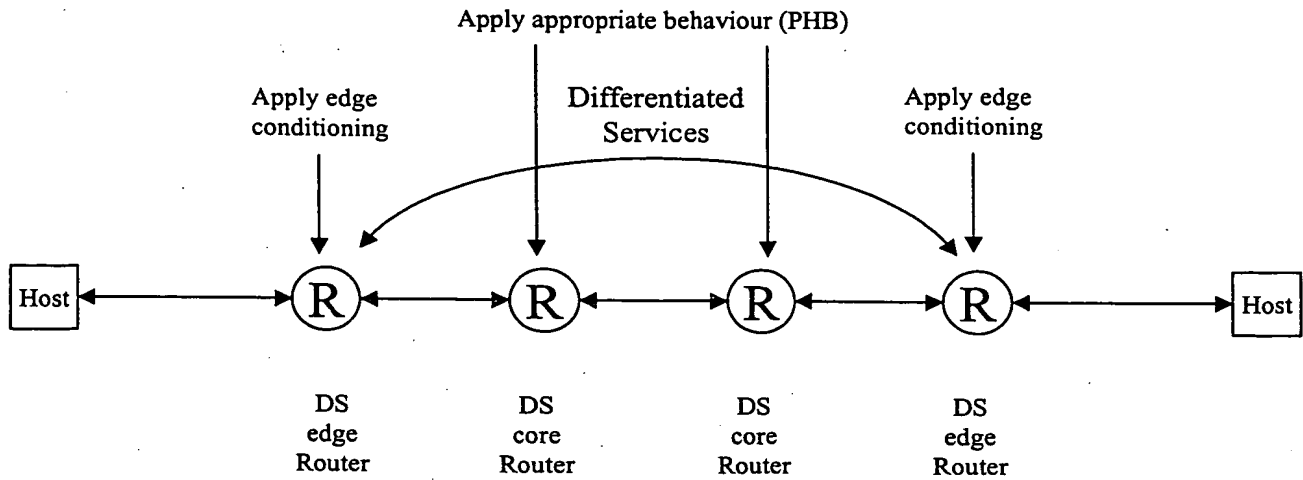 Apply appropriate behaviour (PHB)
Apply edge
conditioning
Differentiated
Services
Apply edge
conditioning
Host
R
R
R
R
Host
DS
edge
Router
DS
core
Router
DS
core
Router
DS
edge
Router